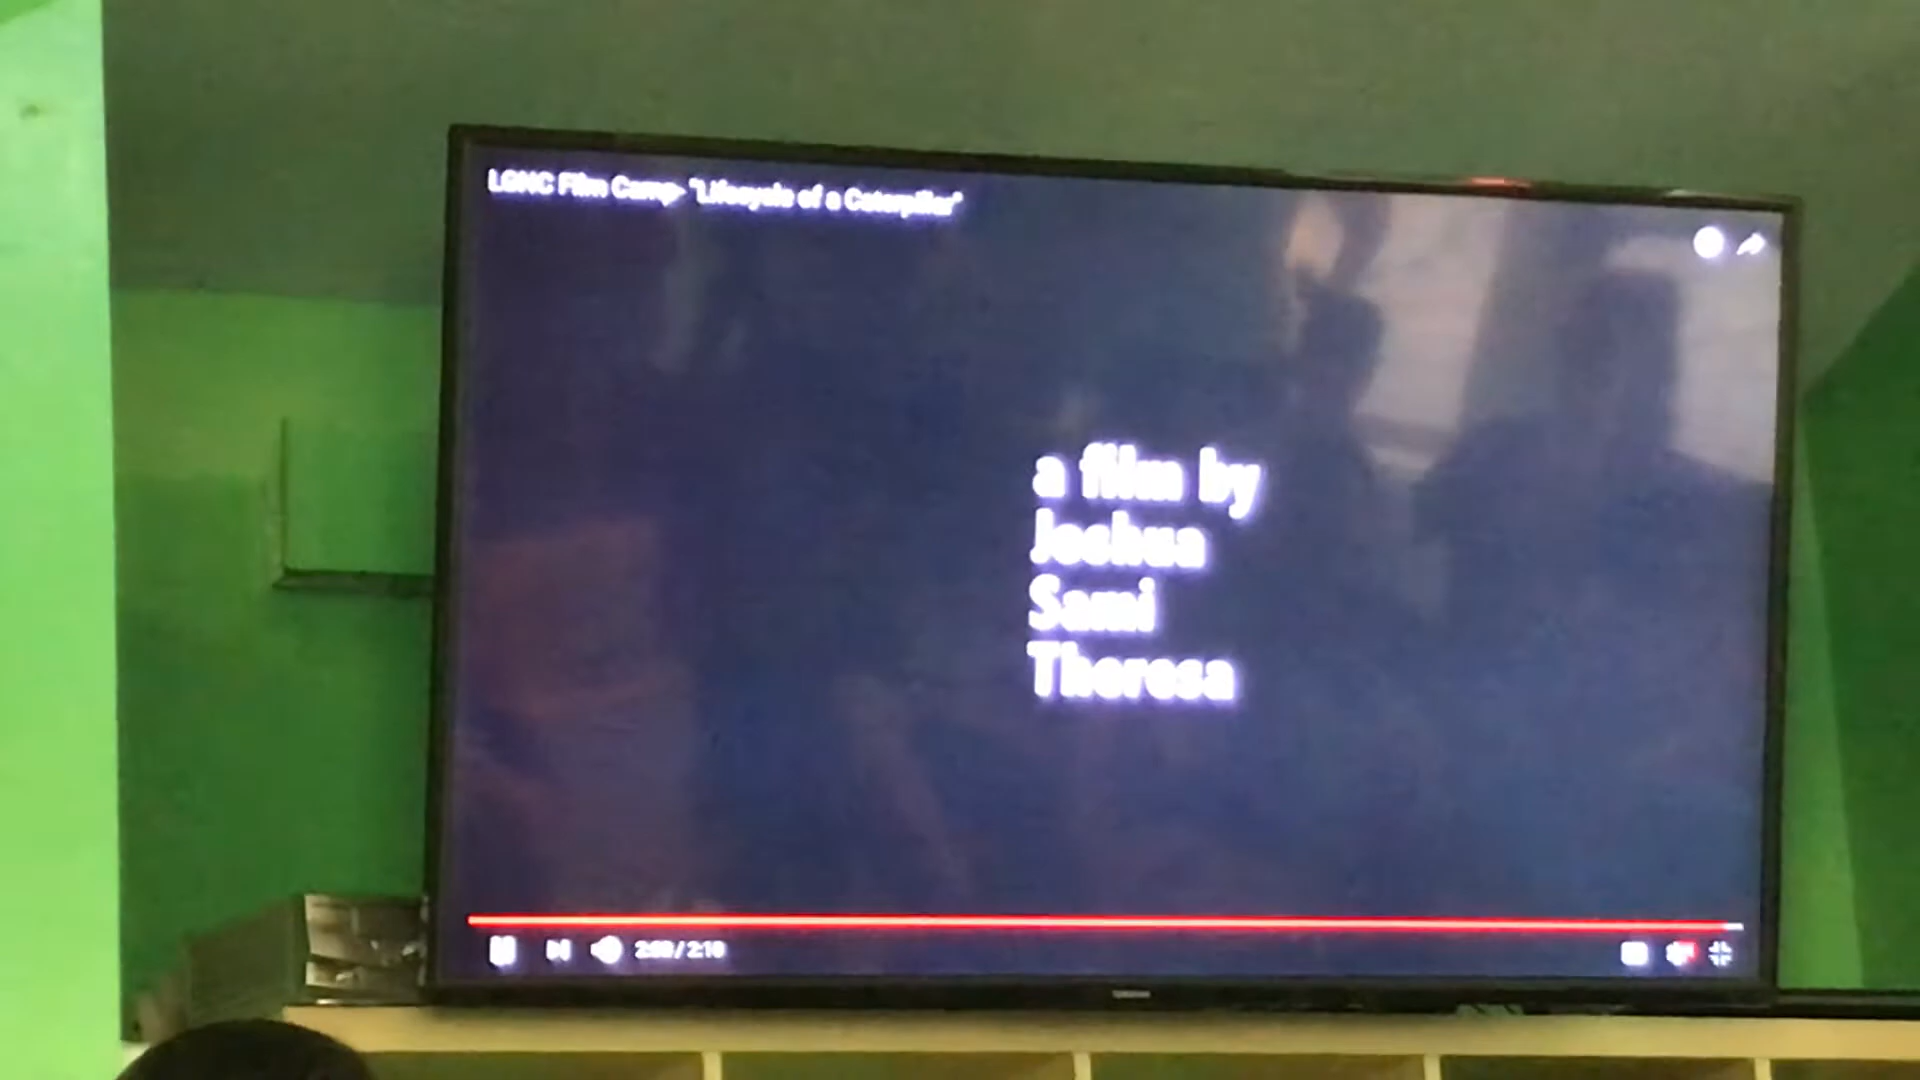 LGNC Film Camp- "Lifecycle of a Caterpillar"
a film by
Joshua
Sami
Theresa
/ 2:10